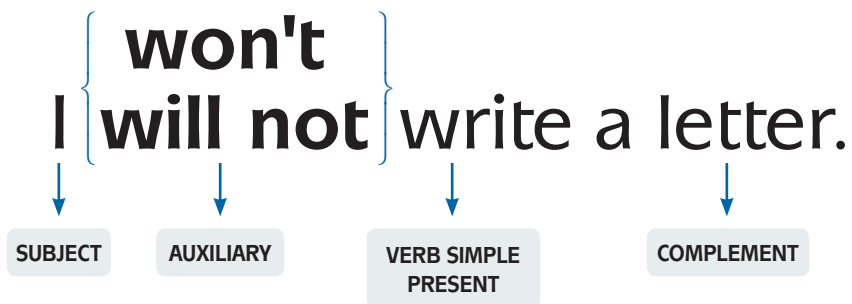 won't
I will not write a letter.
SUBJECT
AUXILIARY
VERB SIMPLE
PRESENT
COMPLEMENT